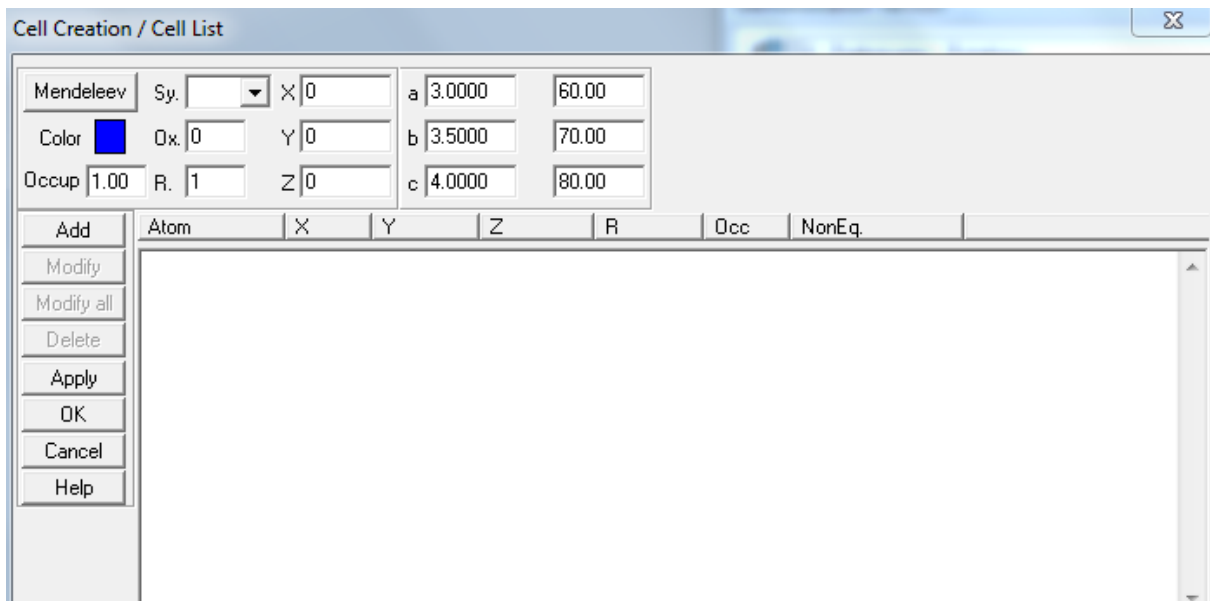 Cell Creation / Cell List
Mendeleev Sy. X 0 a 3.0000 60.00
Color Ox. 0 Y 0 b 3.5000 70.00
Occup 1.00 R. 1 Z 0 c 4.0000 80.00
Add Atom X Y Z R Occ NonEq.
Modify
Modify all
Delete
Apply
OK
Cancel
Help